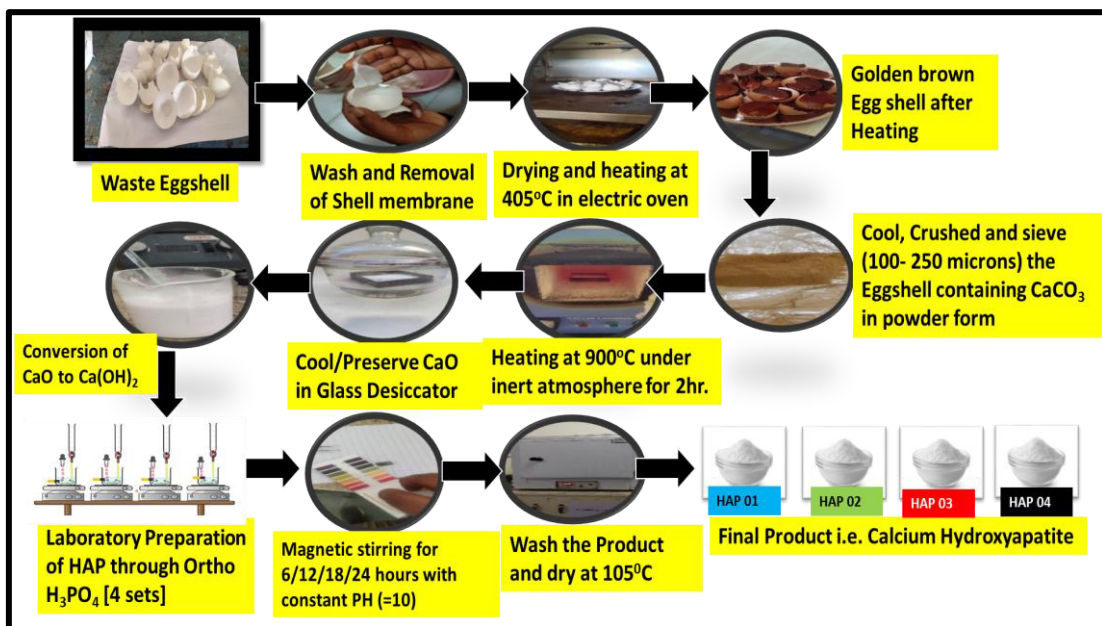 Waste Eggshell
Wash and Removal
of Shell membrane
Drying and heating at
405⁰C in electric oven
Golden brown
Egg shell after
Heating
Cool, Crushed and sieve
(100- 250 microns) the
Eggshell containing CaCO₃
in powder form
Heating at 900⁰C under
inert atmosphere for 2hr.
Cool/Preserve CaO
in Glass Desiccator
Conversion of
CaO to Ca(OH)₂
Laboratory Preparation
of HAP through Ortho
H₃PO₄ [4 sets]
Magnetic stirring for
6/12/18/24 hours with
constant PH (=10)
Wash the Product
and dry at 105⁰C
HAP 01
HAP 02
HAP 03
HAP 04
Final Product i.e. Calcium Hydroxyapatite